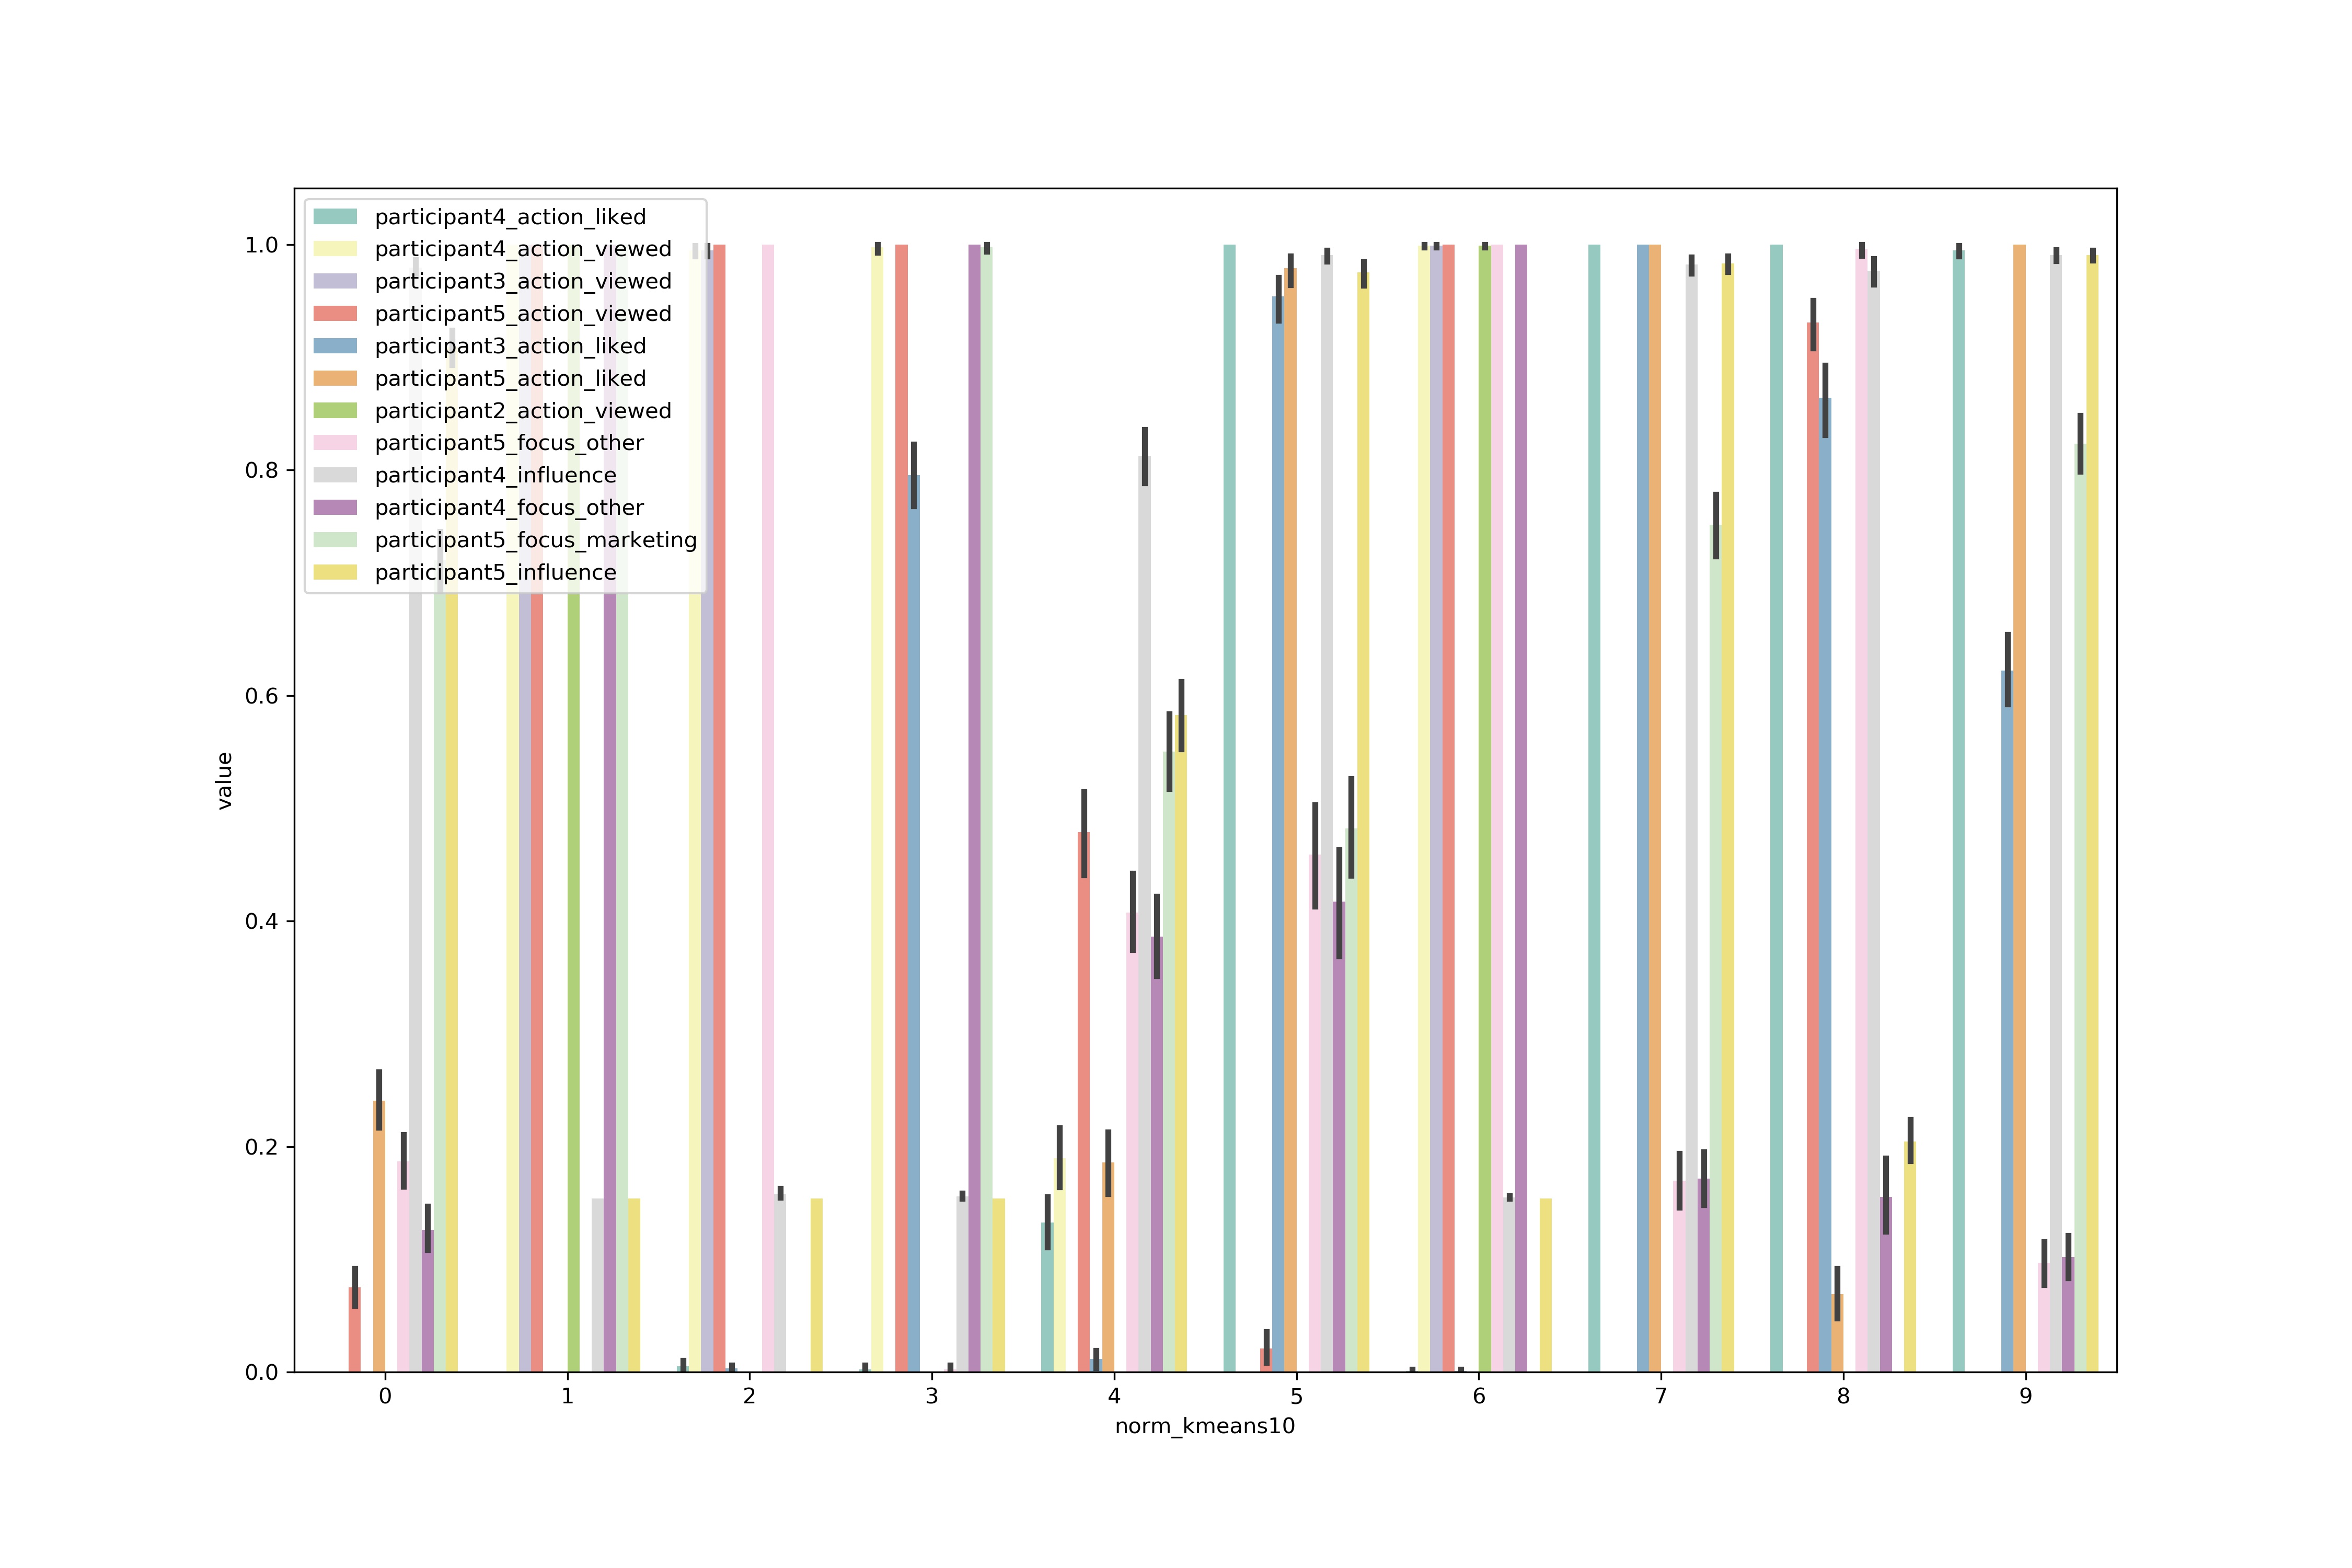 participant4_action_liked
participant4_action_viewed
participant3_action_viewed
participant5_action_viewed
participant3_action_liked
participant5_action_liked
participant2_action_viewed
participant5_focus_other
participant4_influence
participant4_focus_other
participant5_focus_marketing
participant5_influence
1.0
0.8
0.6
0.4
0.2
0.0
value
0 1 2 3 4 5 6 7 8 9
norm_kmeans10